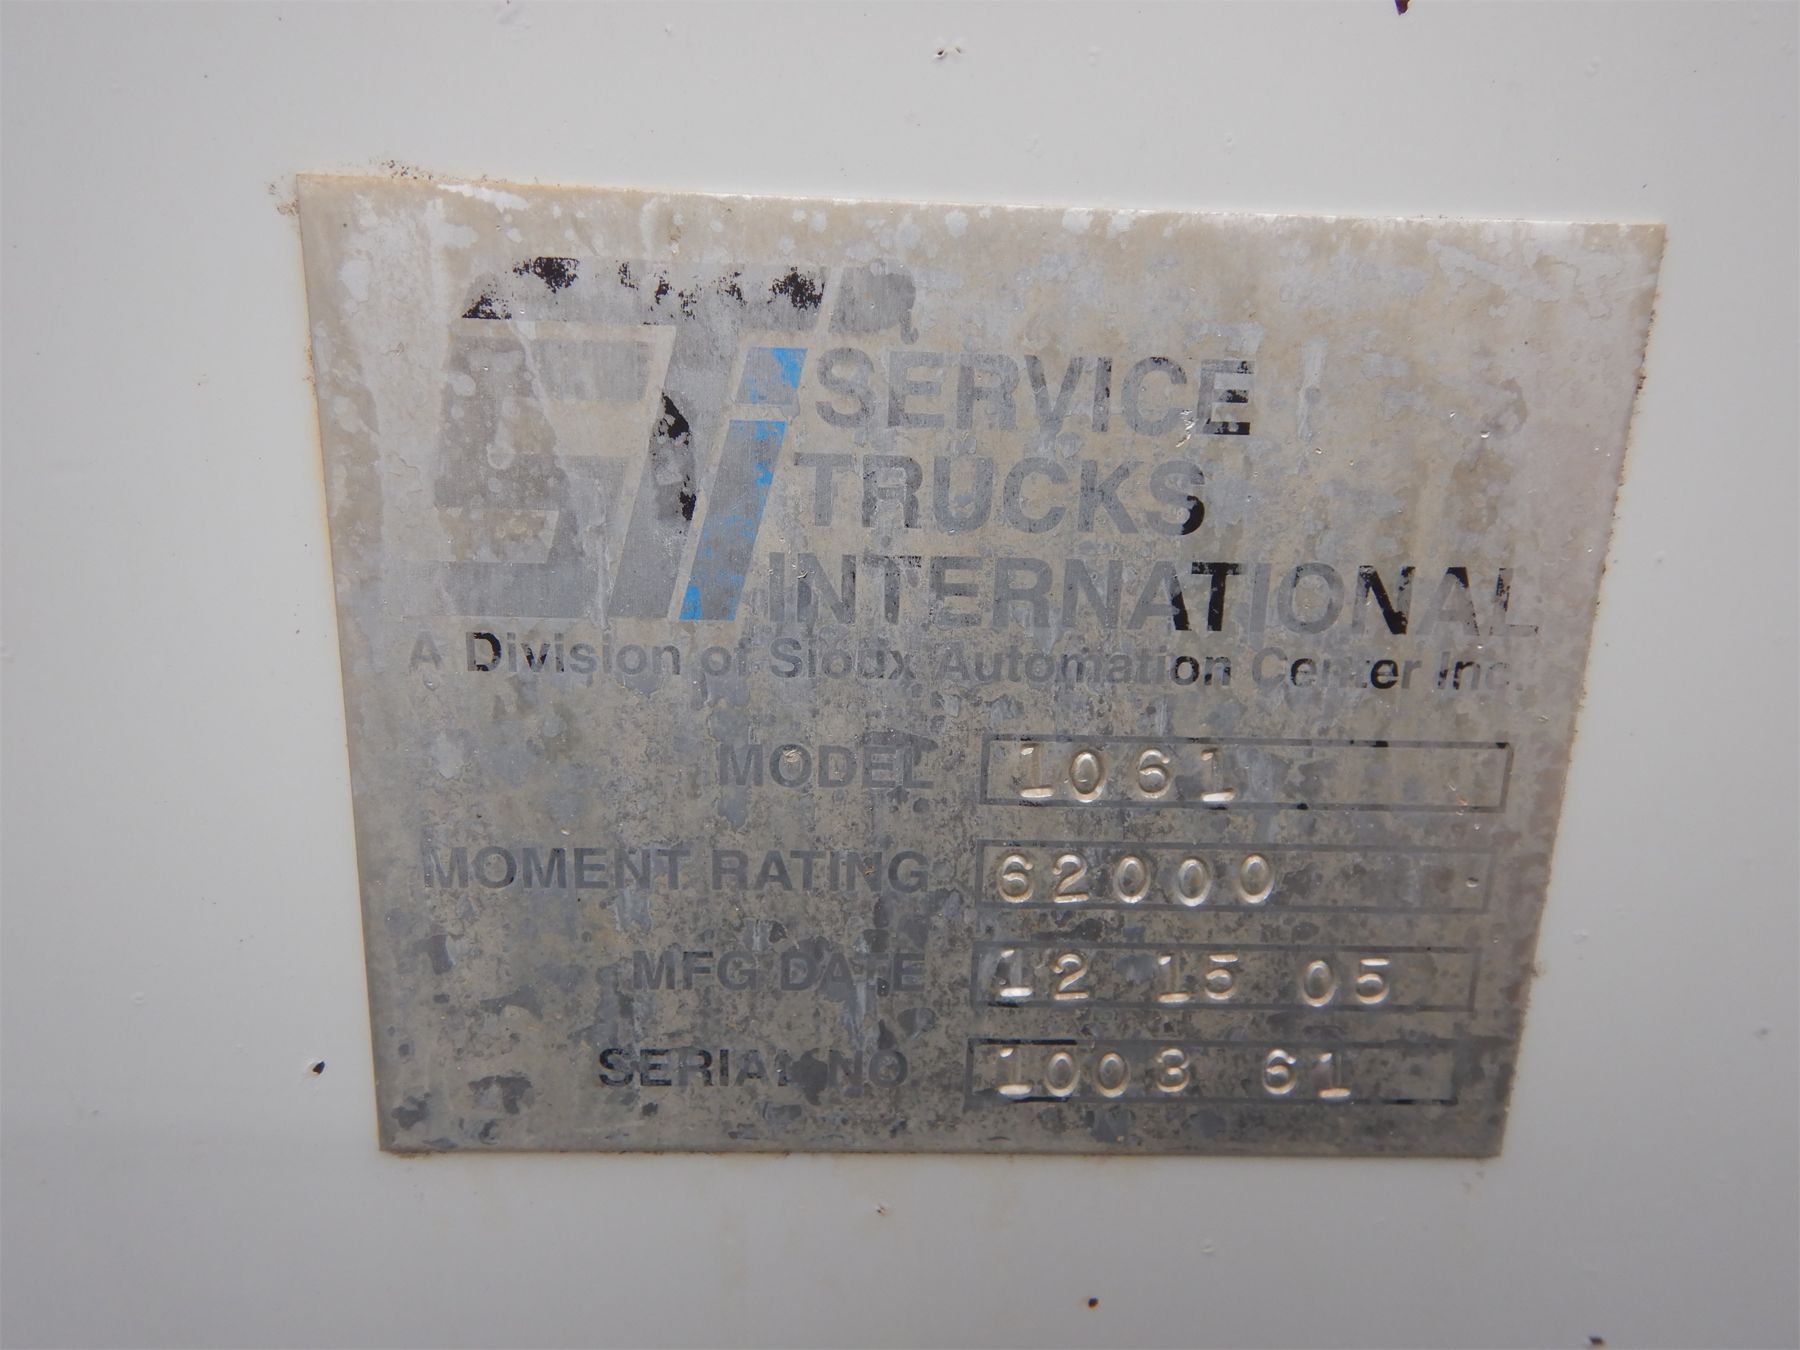 STi SERVICE
TRUCKS
INTERNATIONAL
A Division of Sioux Automation Center Inc.
MODEL 1061
MOMENT RATING 62000
MFG DATE 12 15 05
SERIAL NO. 1003 61